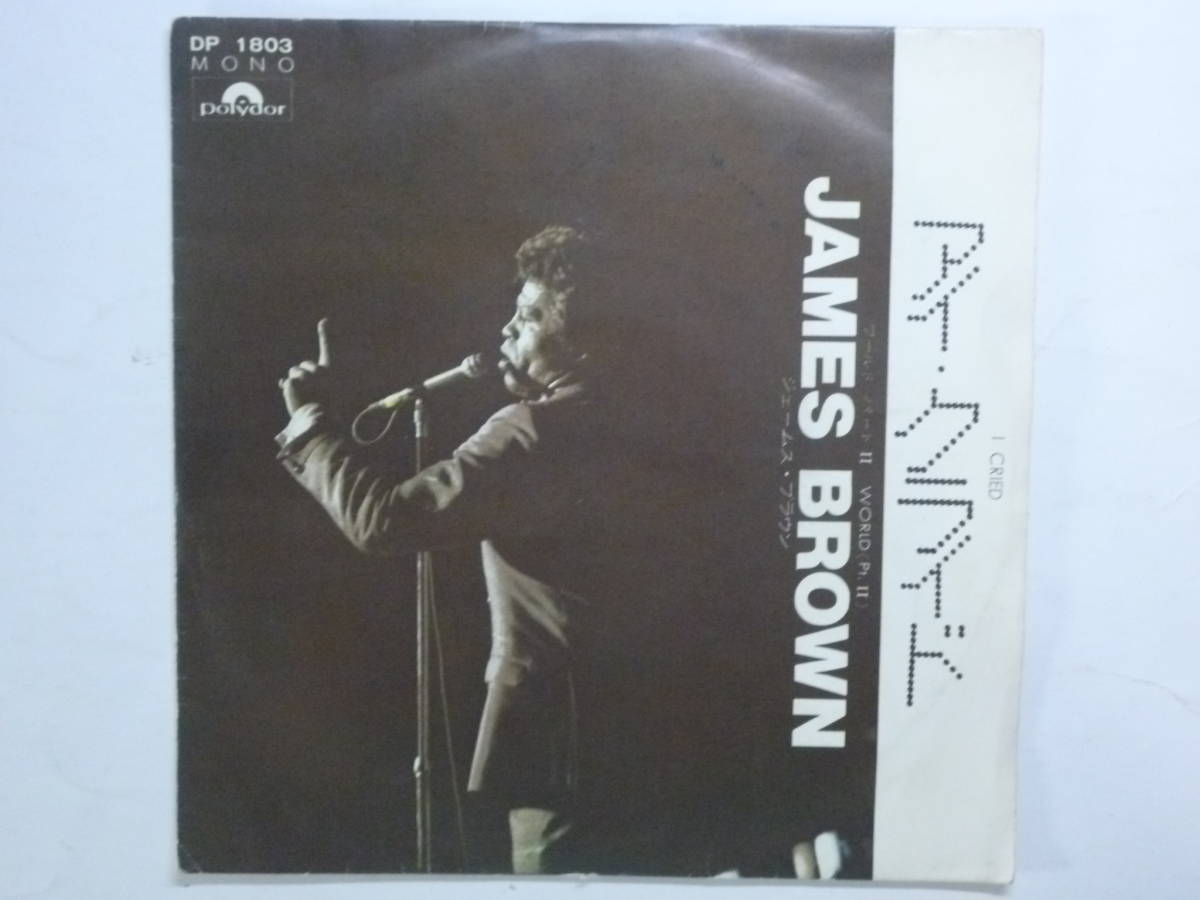 DP 1803
MONO
Polydor
アイ・クライド
I CRIED
ワールド パートII WORLD (Pt. II)
JAMES BROWN
ジェームス・ブラウン